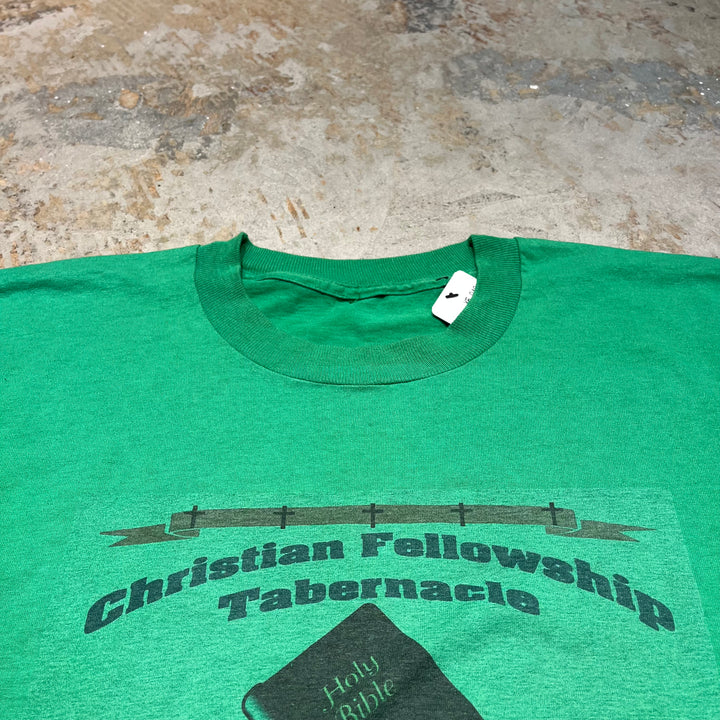 Christian Fellowship
Tabernacle
Holy
Bible